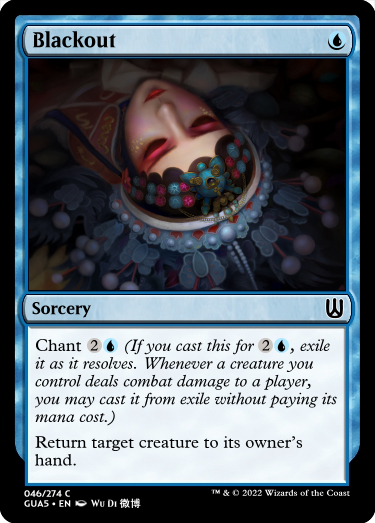 Blackout
Sorcery
Chant 2 (If you cast this for 2 , exile
it as it resolves. Whenever a creature you
control deals combat damage to a player,
you may cast it from exile without paying its
mana cost.)
Return target creature to its owner's
hand.
046/274 C
GUA5 • EN Wu Di 微博
™ & © 2022 Wizards of the Coast